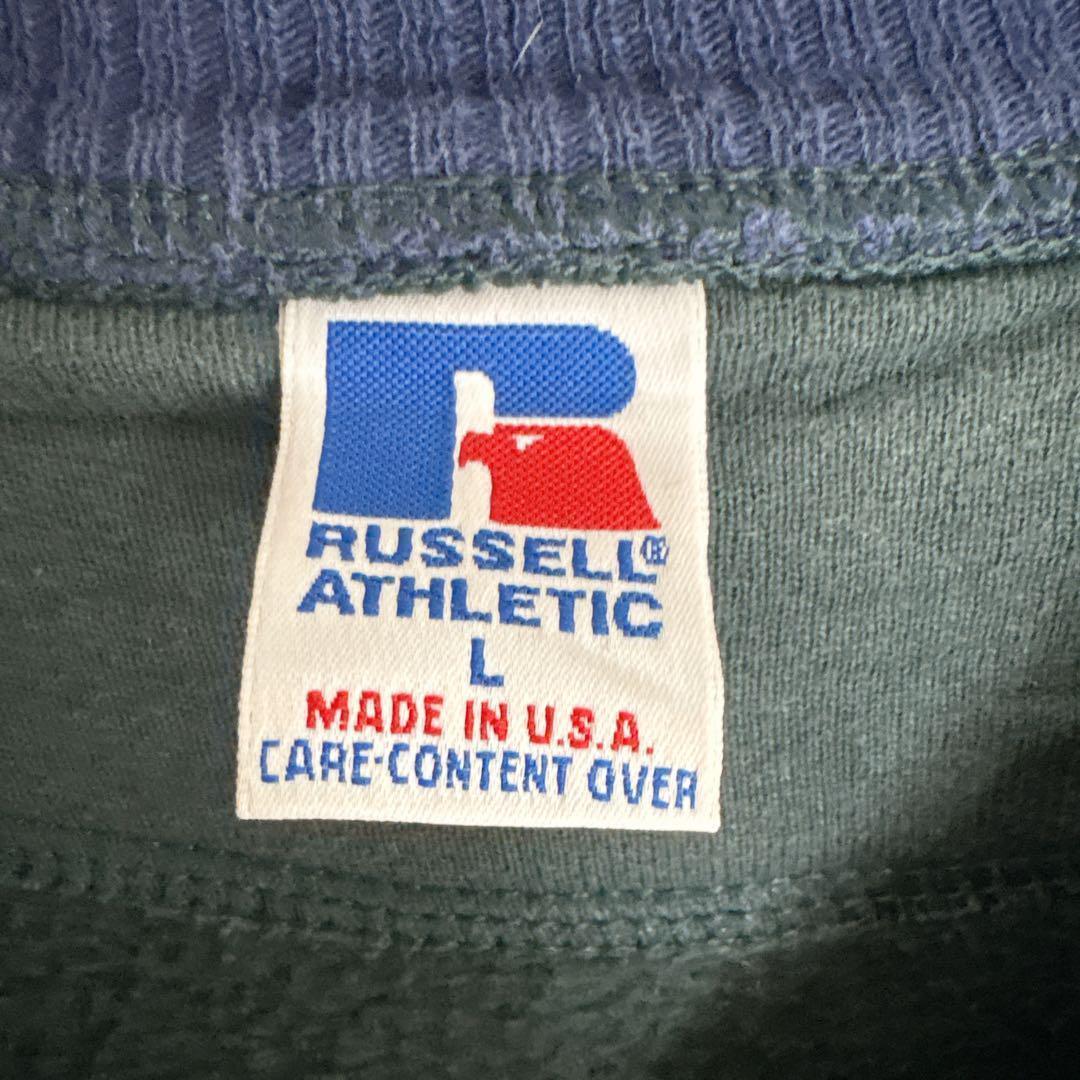 RUSSELL®
ATHLETIC
L
MADE IN U.S.A.
CARE-CONTENT OVER